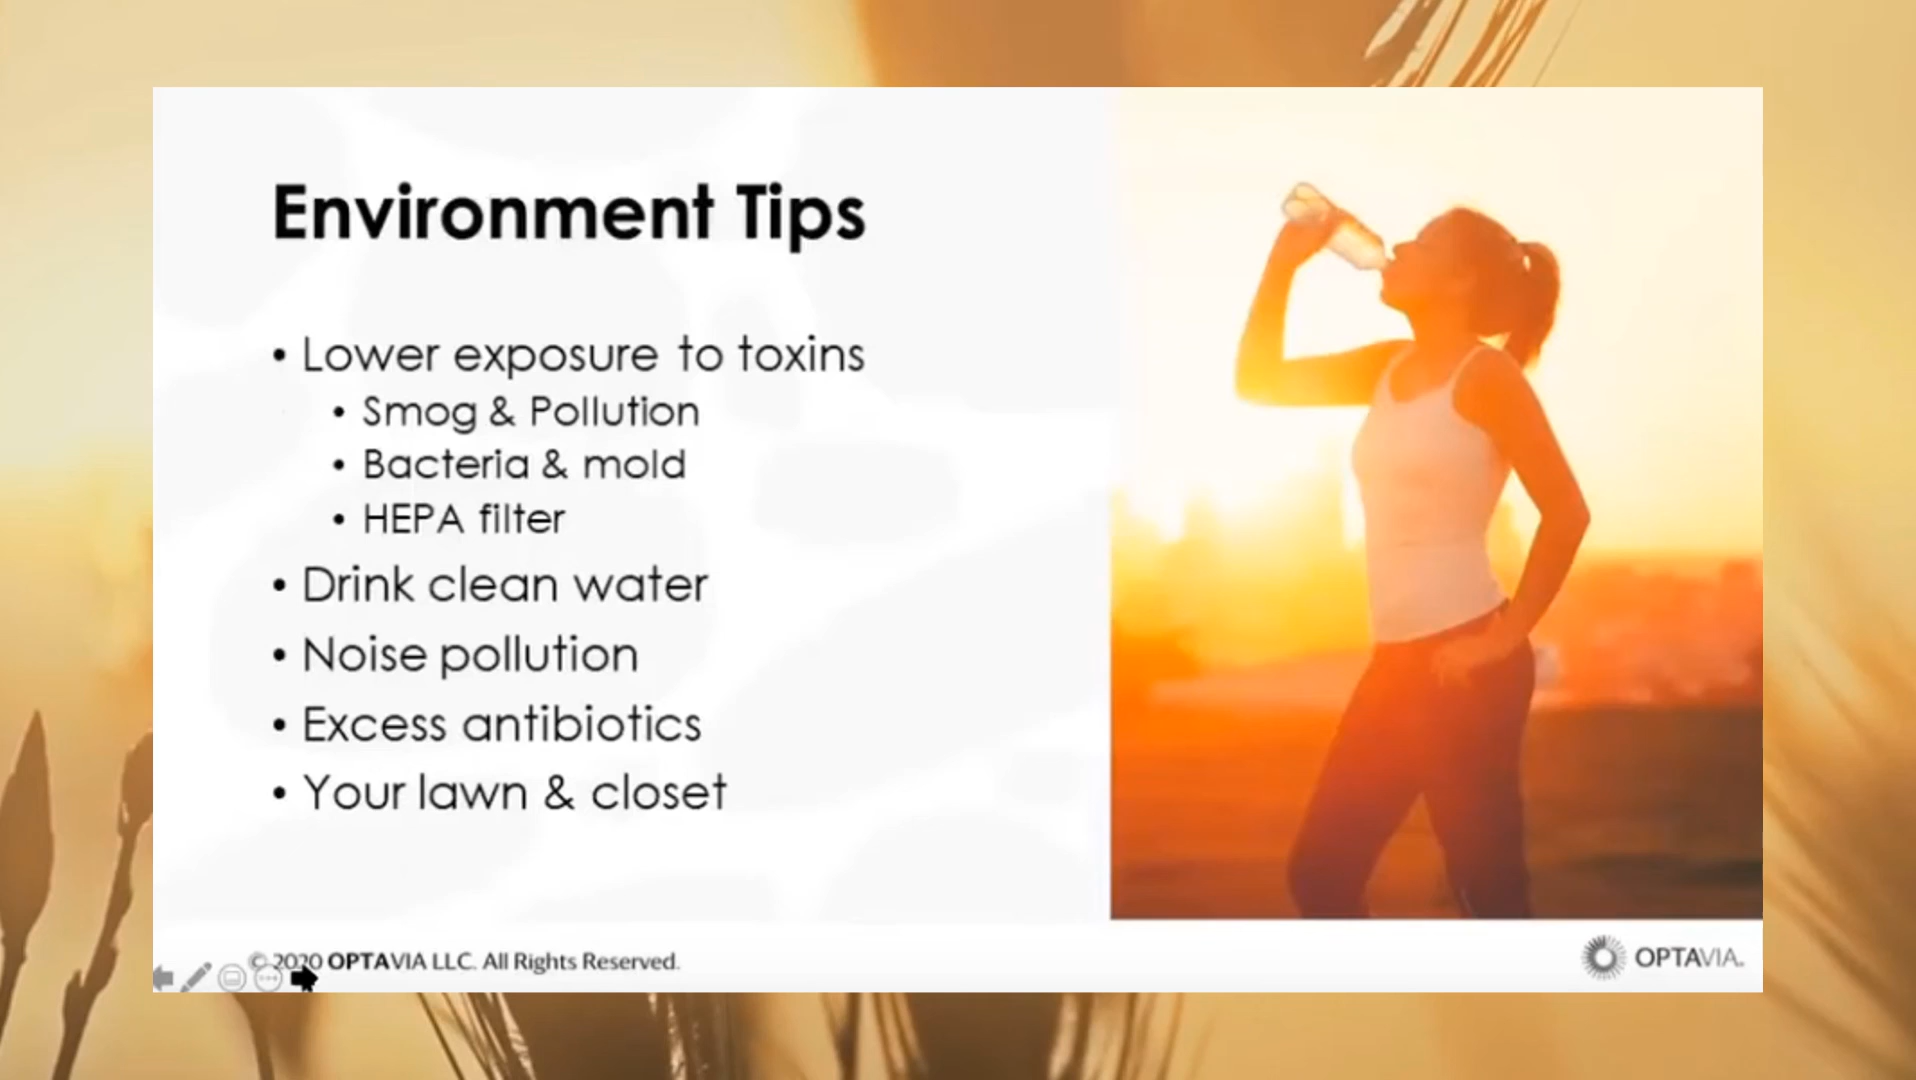 Environment Tips
• Lower exposure to toxins
• Smog & Pollution
• Bacteria & mold
• HEPA filter
• Drink clean water
• Noise pollution
• Excess antibiotics
• Your lawn & closet
© 2020 OPTAVIA LLC. All Rights Reserved.
OPTAVIA.